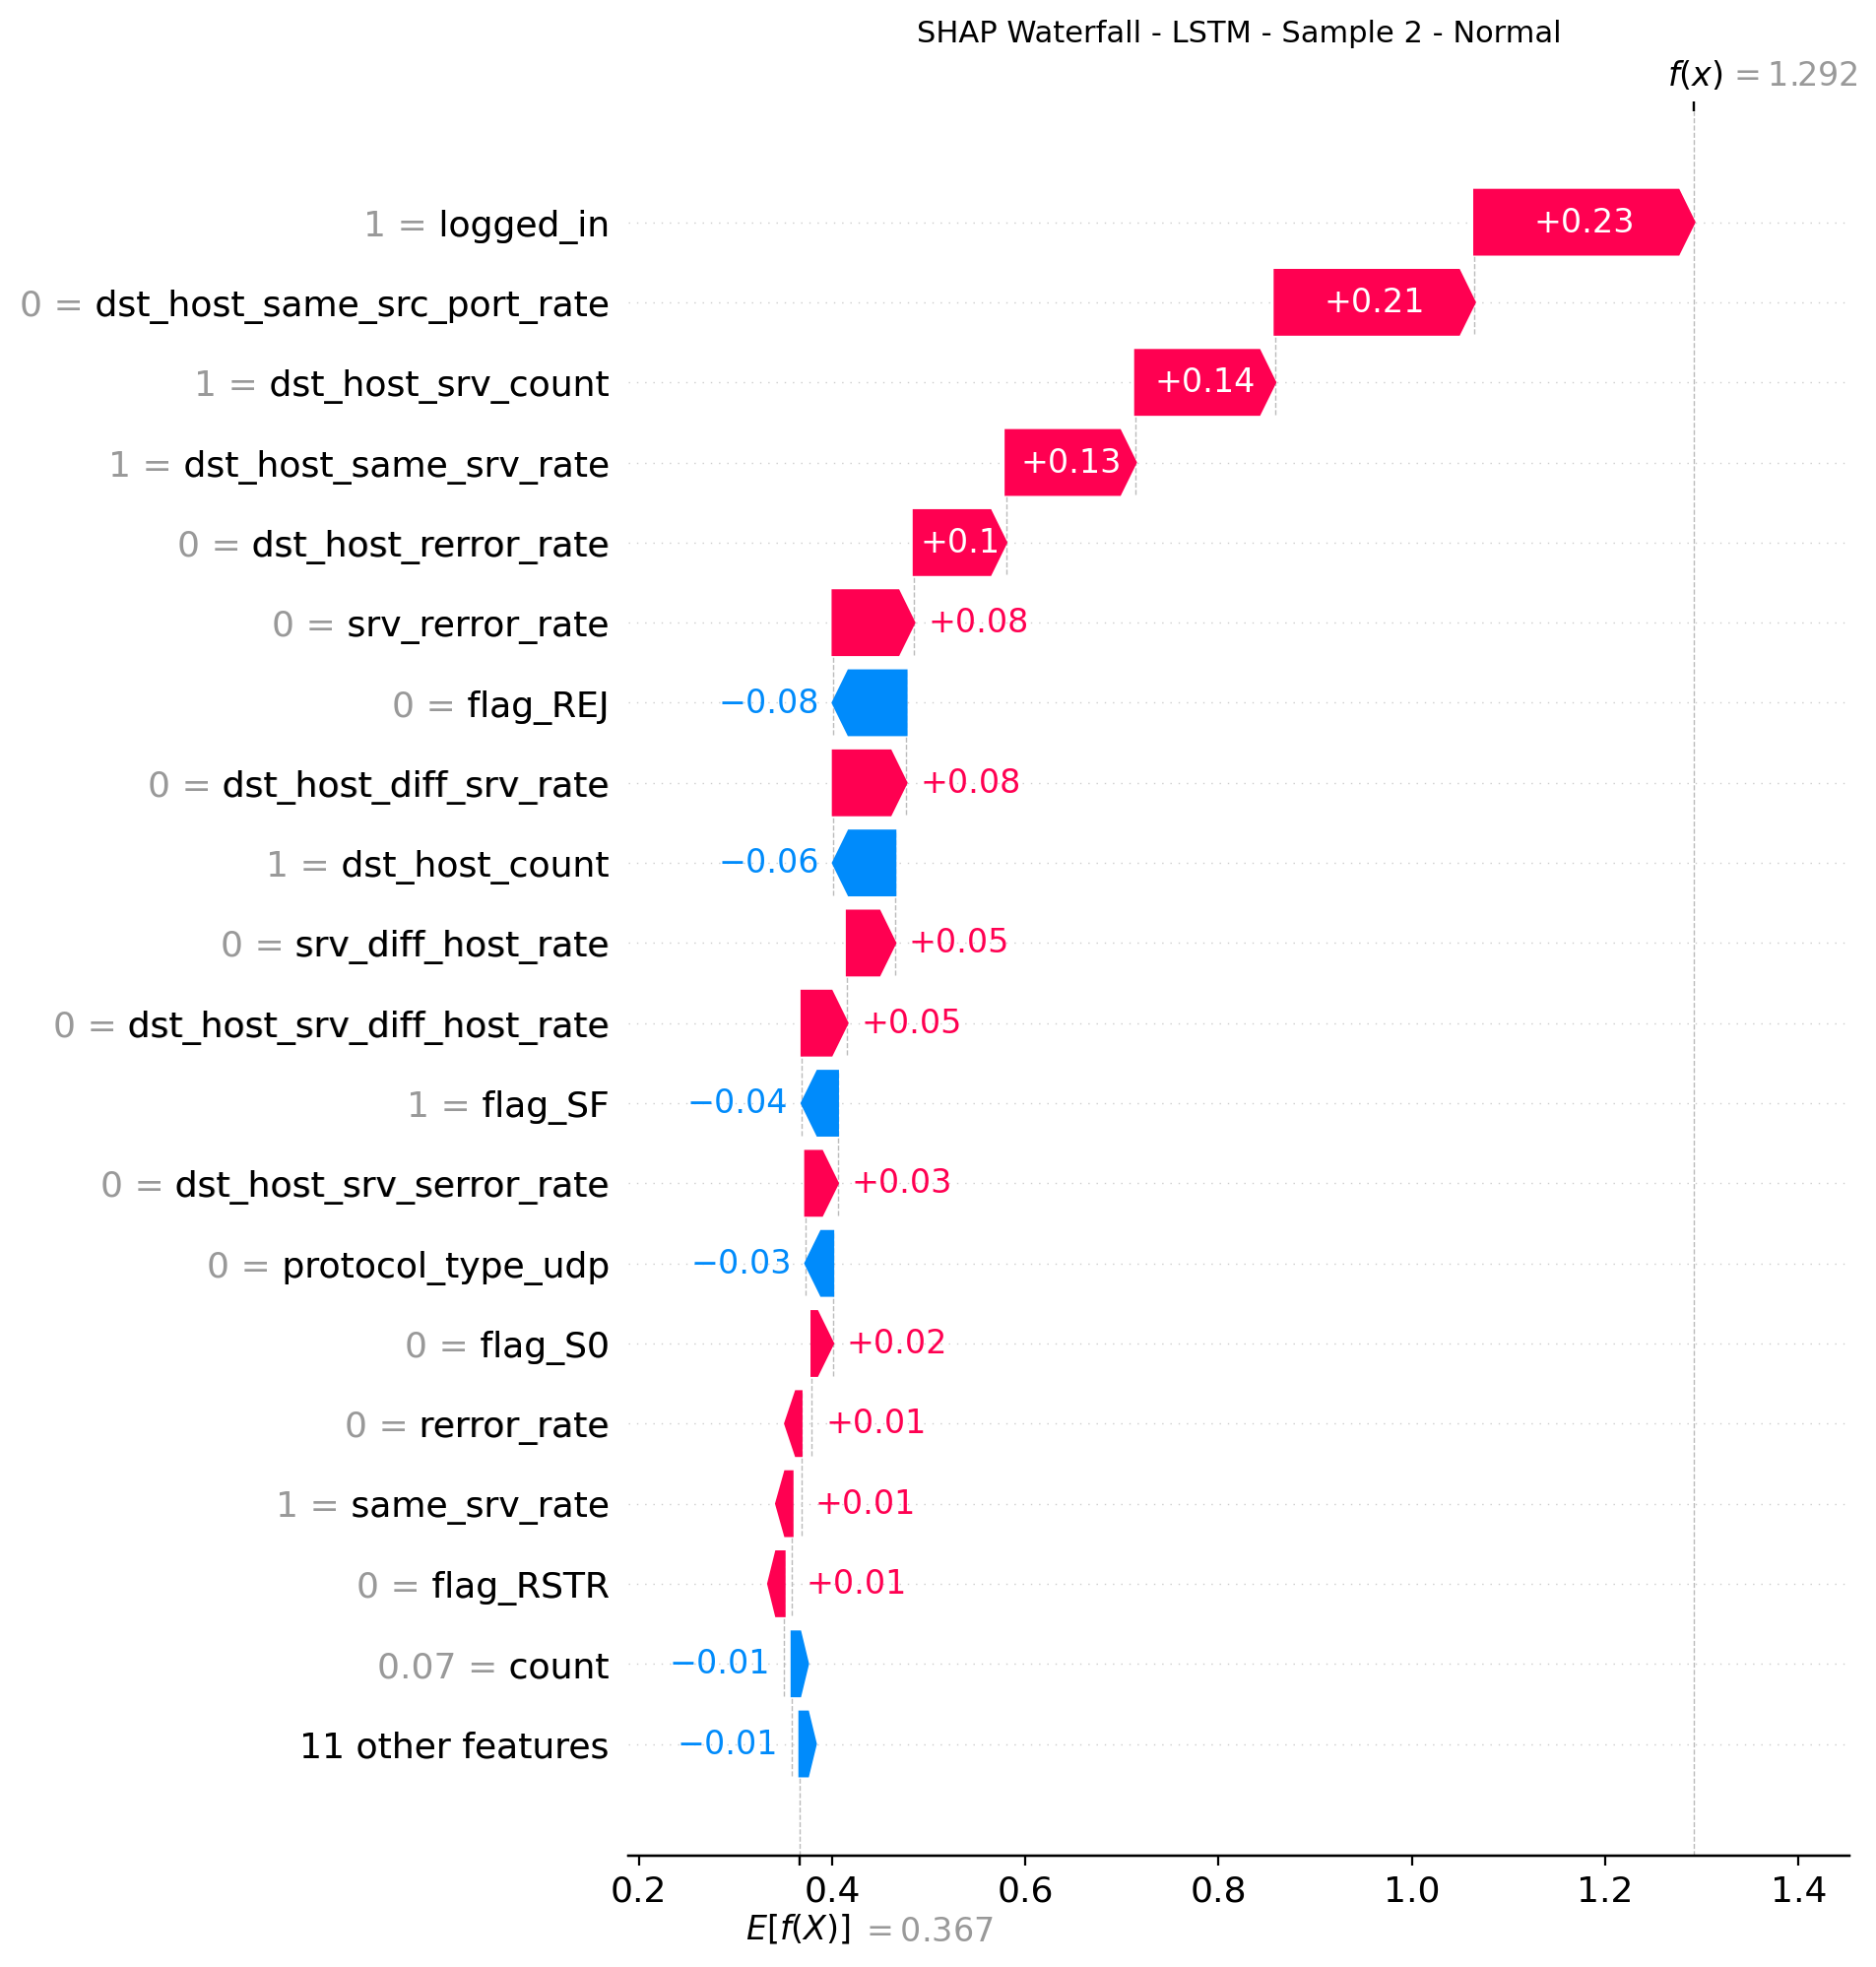 SHAP Waterfall - LSTM - Sample 2 - Normal
f(x) = 1.292
1 = logged_in +0.23
0 = dst_host_same_src_port_rate +0.21
1 = dst_host_srv_count +0.14
1 = dst_host_same_srv_rate +0.13
0 = dst_host_rerror_rate +0.1
0 = srv_rerror_rate +0.08
0 = flag_REJ −0.08
0 = dst_host_diff_srv_rate +0.08
1 = dst_host_count −0.06
0 = srv_diff_host_rate +0.05
0 = dst_host_srv_diff_host_rate +0.05
1 = flag_SF −0.04
0 = dst_host_srv_serror_rate +0.03
0 = protocol_type_udp −0.03
0 = flag_S0 +0.02
0 = rerror_rate +0.01
1 = same_srv_rate +0.01
0 = flag_RSTR +0.01
0.07 = count −0.01
11 other features −0.01
0.2 0.4 0.6 0.8 1.0 1.2 1.4
E[f(X)] = 0.367